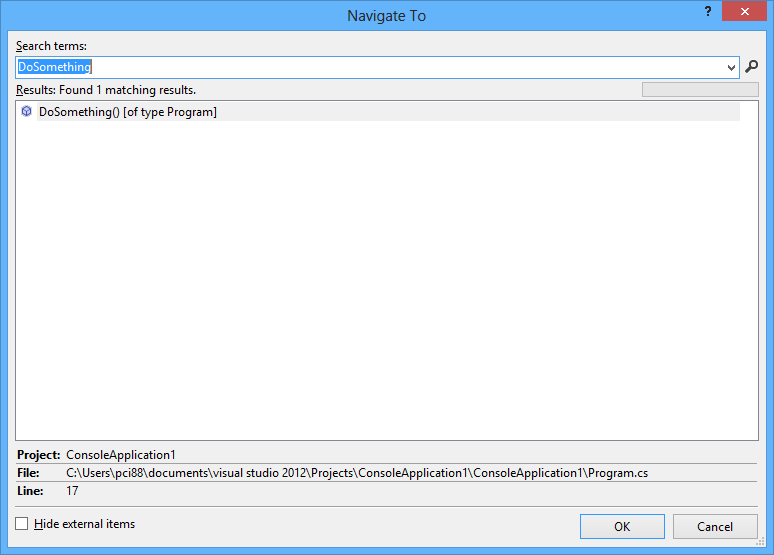 Navigate To
?
Search terms:
DoSomething
Results: Found 1 matching results.
DoSomething() [of type Program]
Project: ConsoleApplication1
File: C:\Users\pci88\documents\visual studio 2012\Projects\ConsoleApplication1\ConsoleApplication1\Program.cs
Line: 17
Hide external items
OK
Cancel